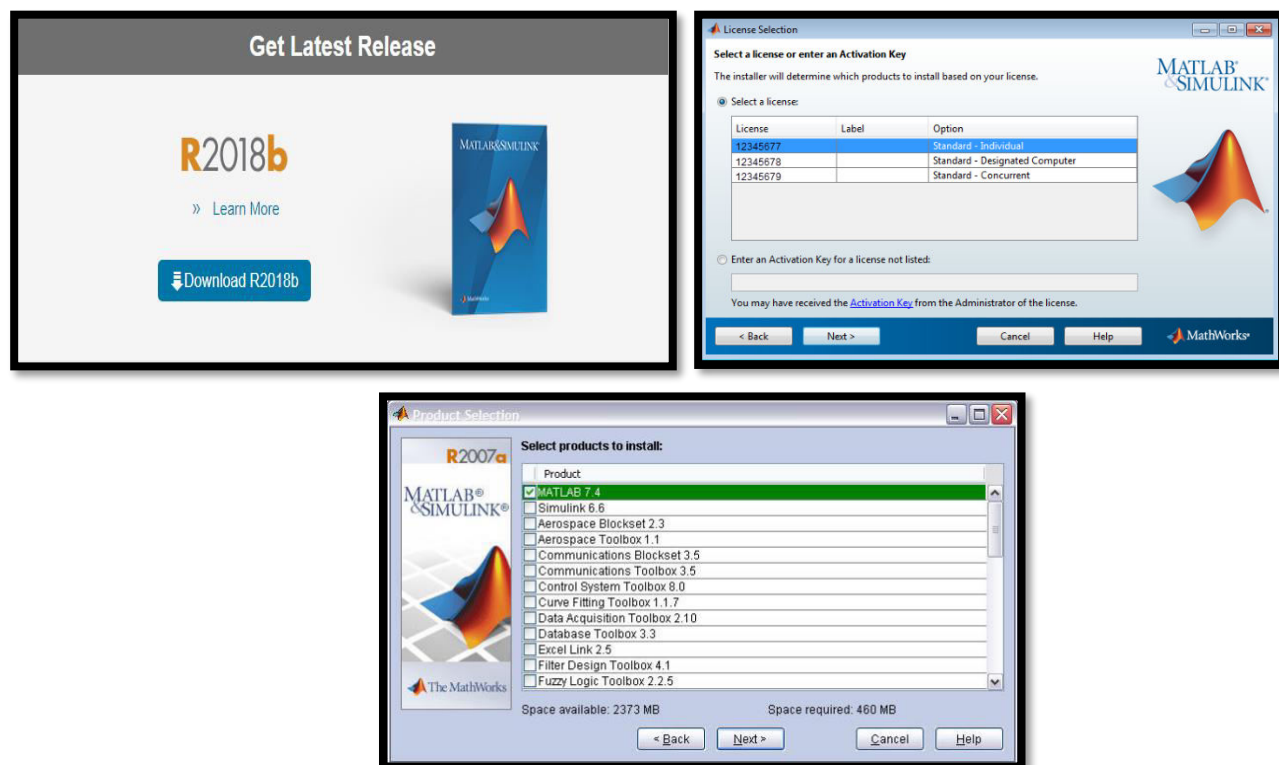 Get Latest Release
R2018b
» Learn More
Download R2018b
MATLAB&SIMULINK
MathWorks
License Selection
Select a license or enter an Activation Key
The installer will determine which products to install based on your license.
Select a license:
License Label Option
12345677 Standard - Individual
12345678 Standard - Designated Computer
12345679 Standard - Concurrent
Enter an Activation Key for a license not listed:
You may have received the Activation Key from the Administrator of the license.
MATLAB®
&SIMULINK®
< Back Next > Cancel Help
MathWorks®
Product Selection
R2007a
MATLAB®
&SIMULINK®
The MathWorks
Select products to install:
Product
MATLAB 7.4
Simulink 6.6
Aerospace Blockset 2.3
Aerospace Toolbox 1.1
Communications Blockset 3.5
Communications Toolbox 3.5
Control System Toolbox 8.0
Curve Fitting Toolbox 1.1.7
Data Acquisition Toolbox 2.10
Database Toolbox 3.3
Excel Link 2.5
Filter Design Toolbox 4.1
Fuzzy Logic Toolbox 2.2.5
Space available: 2373 MB Space required: 460 MB
< Back Next > Cancel Help